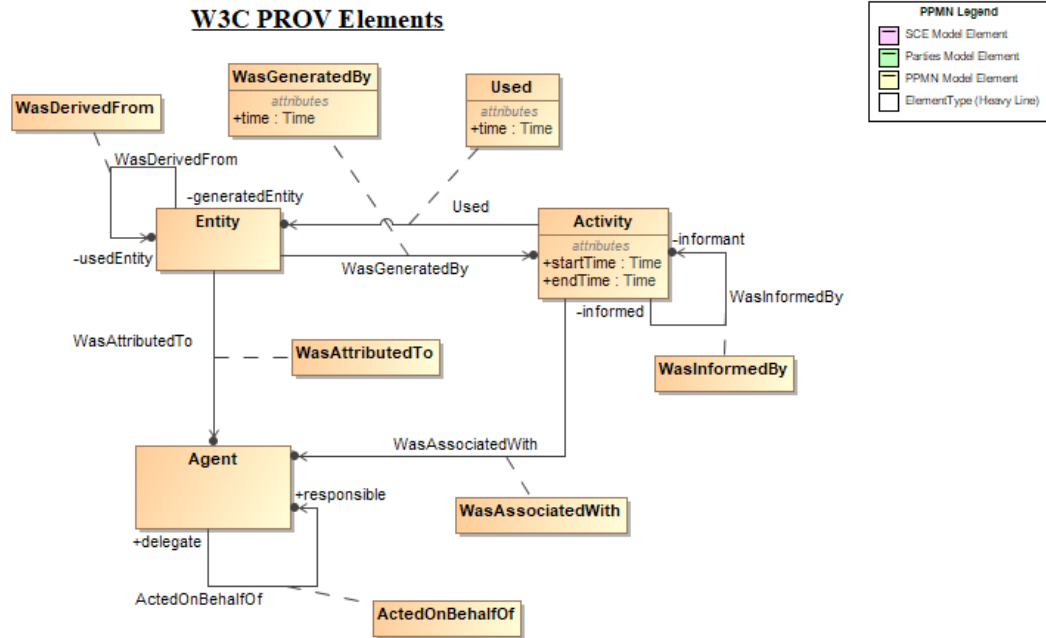 W3C PROV Elements
PPMN Legend
SCE Model Element
Parties Model Element
PPMN Model Element
ElementType (Heavy Line)
WasGeneratedBy
attributes
+time : Time
Used
attributes
+time : Time
WasDerivedFrom
WasDerivedFrom
-generatedEntity
Entity
-usedEntity
Used
WasGeneratedBy
Activity
attributes
+startTime : Time
+endTime : Time
-informant
-informed
WasInformedBy
WasInformedBy
WasAttributedTo
WasAttributedTo
Agent
WasAssociatedWith
+responsible
WasAssociatedWith
+delegate
ActedOnBehalfOf
ActedOnBehalfOf